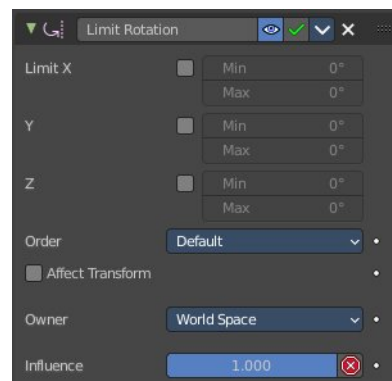 Limit Rotation
Limit X Min 0°
Max 0°
Y Min 0°
Max 0°
Z Min 0°
Max 0°
Order Default
Affect Transform
Owner World Space
Influence 1.000